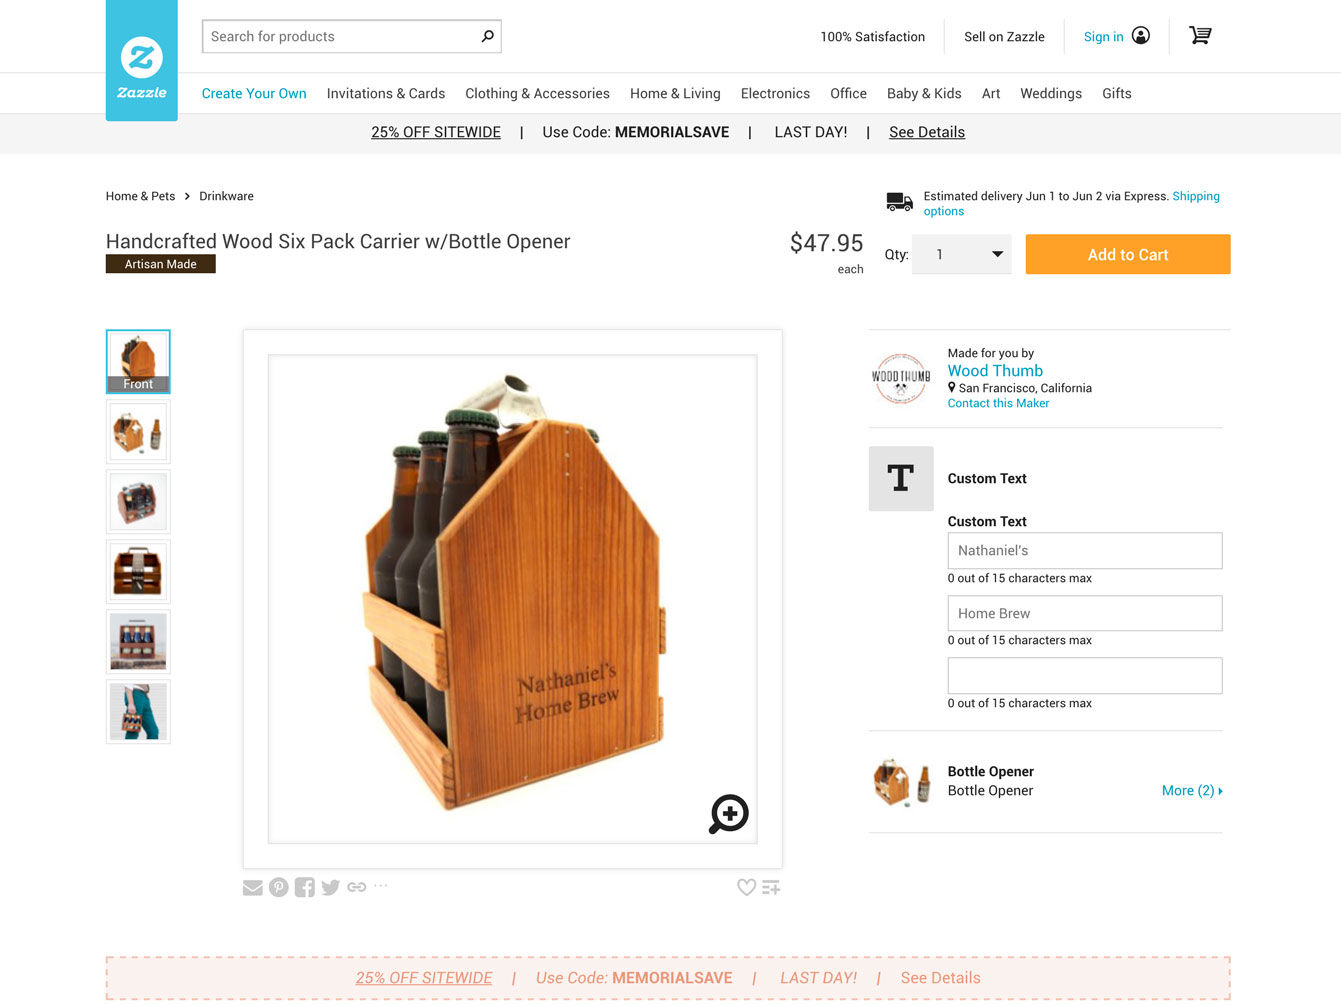 Search for products
100% Satisfaction
Sell on Zazzle
Sign in
Zazzle
Create Your Own Invitations & Cards Clothing & Accessories Home & Living Electronics Office Baby & Kids Art Weddings Gifts
25% OFF SITEWIDE | Use Code: MEMORIALSAVE | LAST DAY! | See Details
Home & Pets Drinkware
Estimated delivery Jun 1 to Jun 2 via Express. Shipping
options
Handcrafted Wood Six Pack Carrier w/Bottle Opener
Artisan Made
$47.95
each
Qty: 1
Add to Cart
Front
Nathaniel's
Home Brew
WOOD THUMB
Made for you by
Wood Thumb
San Francisco, California
Contact this Maker
T
Custom Text
Custom Text
Nathaniel's
0 out of 15 characters max
Home Brew
0 out of 15 characters max
0 out of 15 characters max
Bottle Opener
Bottle Opener
More (2)
25% OFF SITEWIDE | Use Code: MEMORIALSAVE | LAST DAY! | See Details